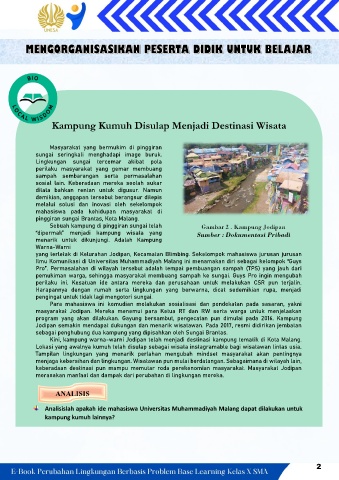 UNESA
MENGORGANISASIKAN PESERTA DIDIK UNTUK BELAJAR
BIO
LOCAL WISDOM
Kampung Kumuh Disulap Menjadi Destinasi Wisata
Masyarakat yang bermukim di pinggiran
sungai seringkali menghadapi image buruk.
Lingkungan sungai tercemar akibat pola
perilaku masyarakat yang gemar membuang
sampah sembarangan serta permasalahan
sosial lain. Keberadaan mereka seolah sukar
ditata bahkan rentan untuk digusur. Namun
demikian, anggapan tersebut berangsur ditepis
melalui solusi dan inovasi oleh sekelompok
mahasiswa pada kehidupan masyarakat di
pinggiran sungai Brantas, Kota Malang.
Sebuah kampung di pinggiran sungai telah
"dipermak" menjadi kampung wisata yang
menarik untuk dikunjungi. Adalah Kampung
Warna-Warni
Gambar 2 . Kampung Jodipan
Sumber : Dokumentasi Pribadi
yang terletak di Kelurahan Jodipan, Kecamatan Blimbing. Sekelompok mahasiswa jurusan jurusan
Ilmu Komunikasi di Universitas Muhammadiyah Malang ini menamakan diri sebagai kelompok "Guys
Pro". Permasalahan di wilayah tersebut adalah tempat pembuangan sampah (TPS) yang jauh dari
pemukiman warga, sehingga masyarakat membuang sampah ke sungai. Guys Pro ingin mengubah
perilaku ini. Kesatuan ide antara mereka dan perusahaan untuk melakukan CSR pun terjalin.
Harapannya dengan rumah serta lingkungan yang berwarna, dicat sedemikian rupa, menjadi
pengingat untuk tidak lagi mengotori sungai.
Para mahasiswa ini kemudian melakukan sosialisasi dan pendekatan pada sasaran, yakni
masyarakat Jodipan. Mereka menemui para Ketua RT dan RW serta warga untuk menjelaskan
program yang akan dilakukan. Gayung bersambut, pengecatan pun dimulai pada 2016. Kampung
Jodipan semakin mendapat dukungan dan menarik wisatawan. Pada 2017, resmi didirikan jembatan
sebagai penghubung dua kampung yang dipisahkan oleh Sungai Brantas.
Kini, kampung warna-warni Jodipan telah menjadi destinasi kampung tematik di Kota Malang.
Lokasi yang awalnya kumuh telah disulap sebagai wisata instagramable bagi wisatawan lintas usia.
Tampilan lingkungan yang menarik perlahan mengubah mindset masyarakat akan pentingnya
menjaga kebersihan dan lingkungan. Wisatawan pun mulai berdatangan. Sebagaimana di wilayah lain,
keberadaan destinasi pun mampu memutar roda perekonomian masyarakat. Masyarakat Jodipan
merasakan manfaat dan dampak dari perubahan di lingkungan mereka.
ANALISIS
Analisislah apakah ide mahasiswa Universitas Muhammadiyah Malang dapat dilakukan untuk
kampung kumuh lainnya?
E-Book Perubahan Lingkungan Berbasis Problem Base Learning Kelas X SMA
2